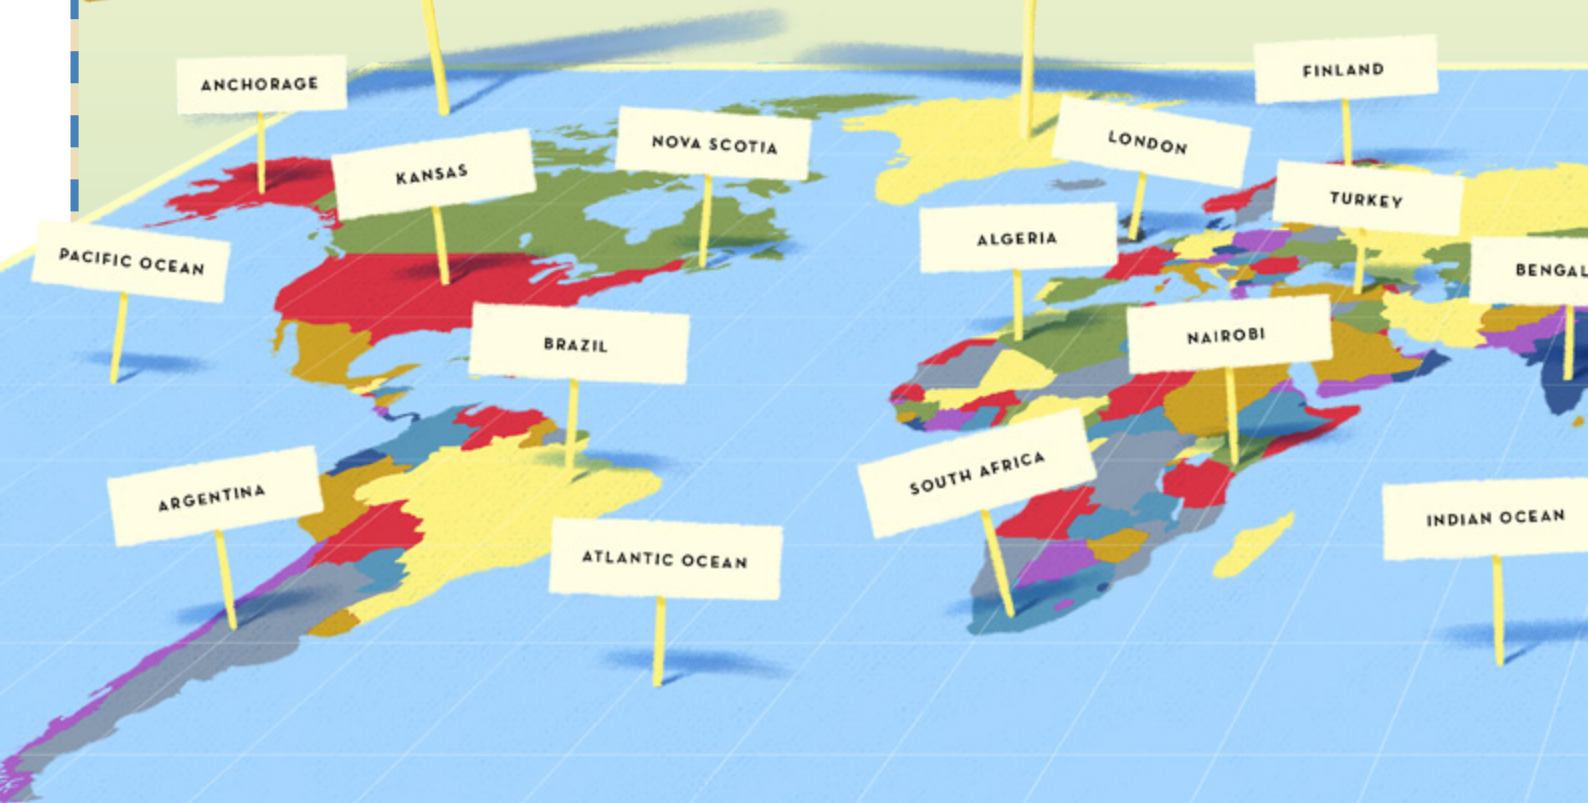 ANCHORAGE
FINLAND
KANSAS
NOVA SCOTIA
LONDON
TURKEY
PACIFIC OCEAN
ALGERIA
BENGAL
BRAZIL
NAIROBI
ARGENTINA
SOUTH AFRICA
ATLANTIC OCEAN
INDIAN OCEAN